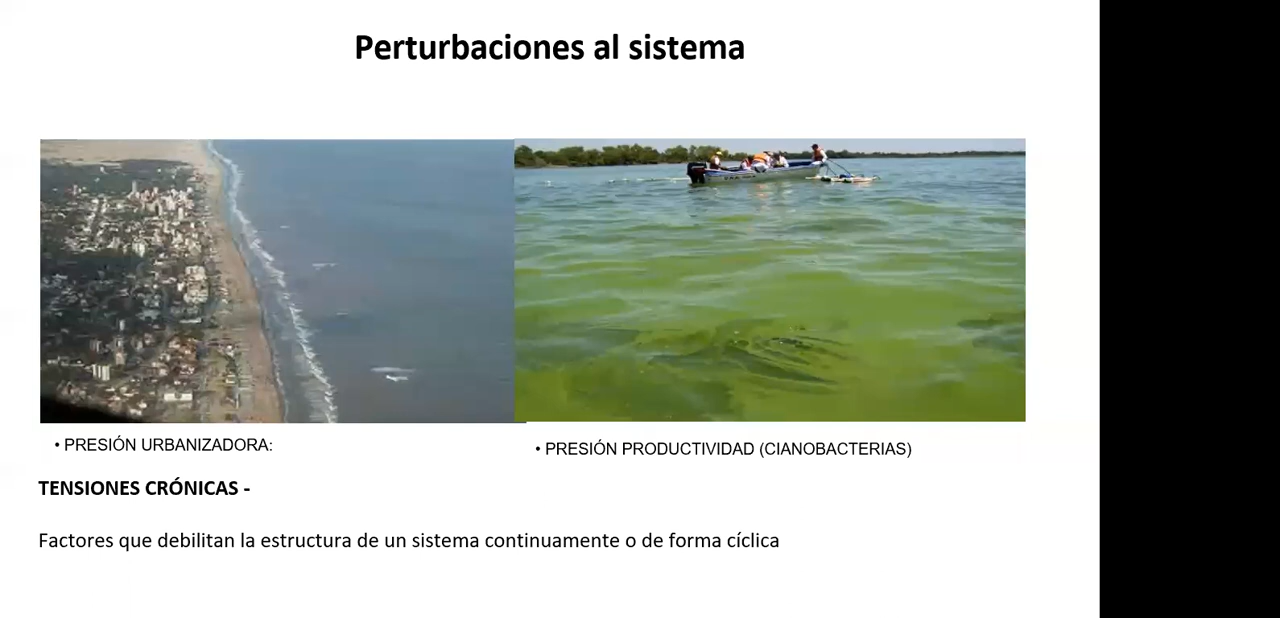 Perturbaciones al sistema
• PRESIÓN URBANIZADORA:
• PRESIÓN PRODUCTIVIDAD (CIANOBACTERIAS)
TENSIONES CRÓNICAS -
Factores que debilitan la estructura de un sistema continuamente o de forma cíclica